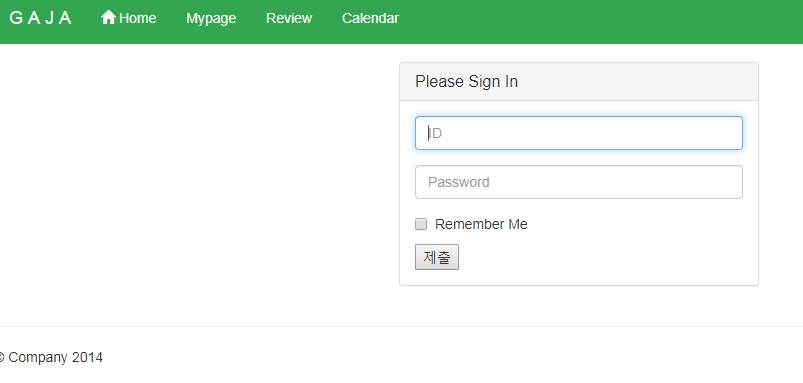 G A J A Home Mypage Review Calendar
Please Sign In
ID
Password
Remember Me
제출
© Company 2014